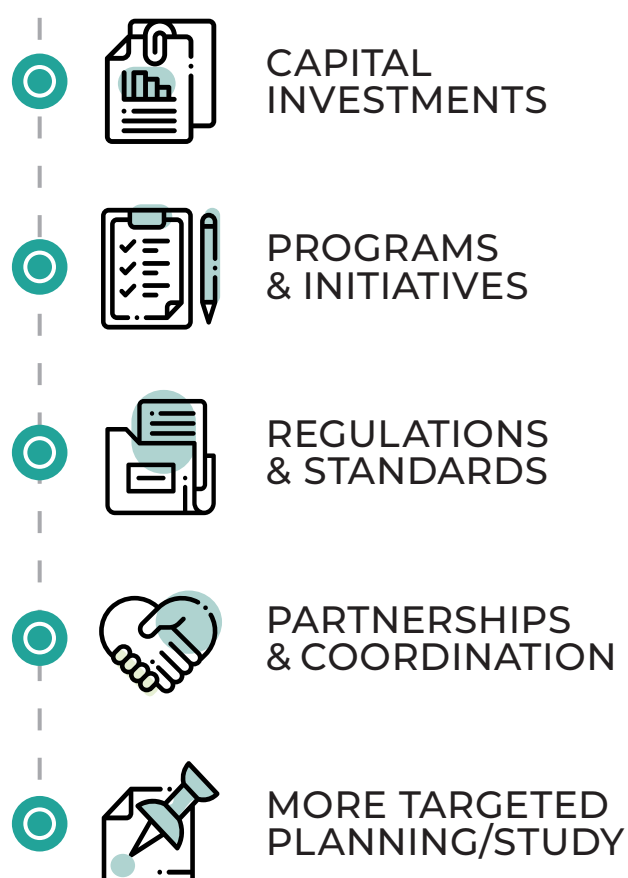 CAPITAL
INVESTMENTS
PROGRAMS
& INITIATIVES
REGULATIONS
& STANDARDS
PARTNERSHIPS
& COORDINATION
MORE TARGETED
PLANNING/STUDY